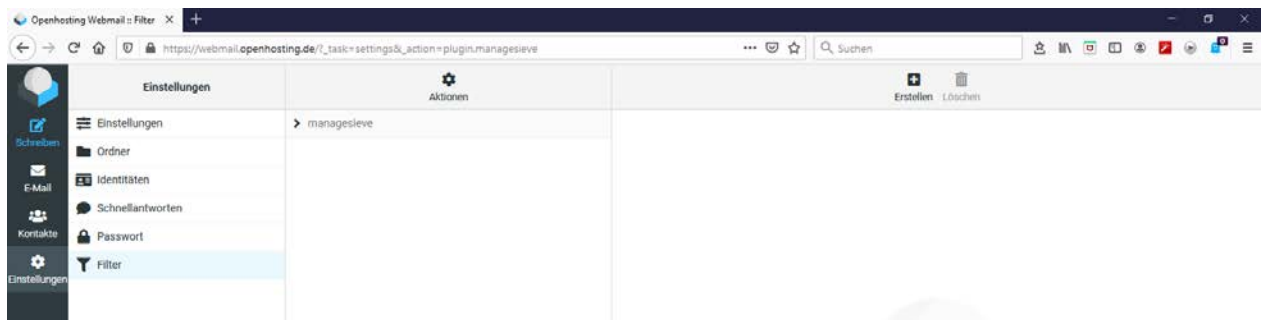 Openhosting Webmail :: Filter
https://webmail.openhosting.de/?_task=settings&_action=plugin.managesieve
Suchen
Einstellungen
Aktionen
Erstellen Löschen
Schreiben
E-Mail
Kontakte
Einstellungen
Einstellungen
Ordner
Identitäten
Schnellantworten
Passwort
Filter
managesieve